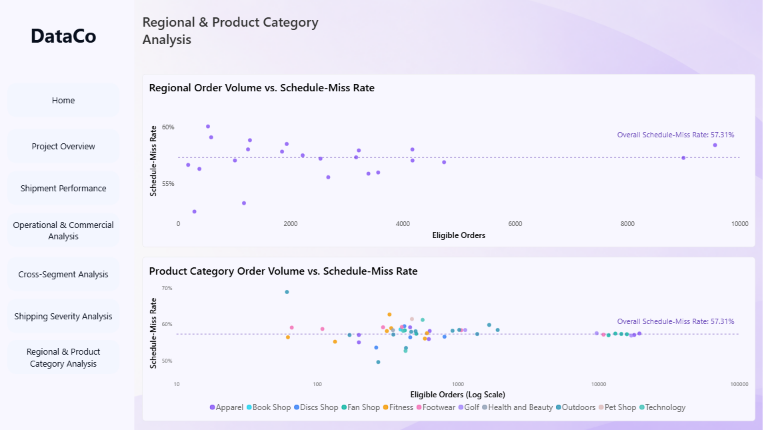 DataCo
Home
Project Overview
Shipment Performance
Operational & Commercial
Analysis
Cross-Segment Analysis
Shipping Severity Analysis
Regional & Product
Category Analysis
Regional & Product Category
Analysis
Regional Order Volume vs. Schedule-Miss Rate
Schedule-Miss Rate
60%
55%
Overall Schedule-Miss Rate: 57.31%
0 2000 4000 6000 8000 10000
Eligible Orders
Product Category Order Volume vs. Schedule-Miss Rate
Schedule-Miss Rate
70%
60%
50%
Overall Schedule-Miss Rate: 57.31%
10 100 1000 10000 100000
Eligible Orders (Log Scale)
Apparel Book Shop Discs Shop Fan Shop Fitness Footwear Golf Health and Beauty Outdoors Pet Shop Technology